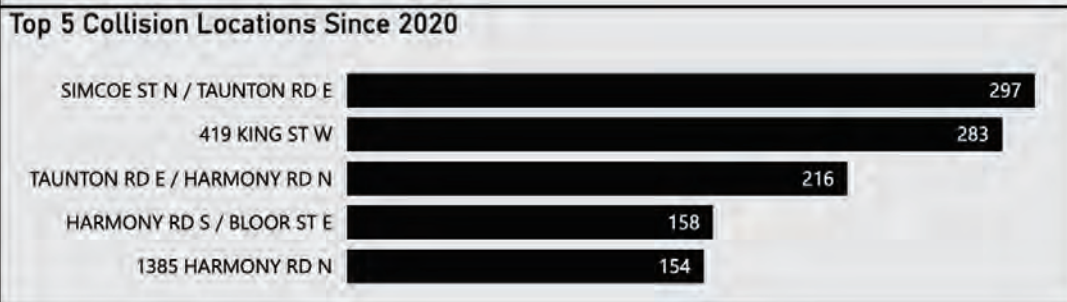 Top 5 Collision Locations Since 2020
SIMCOE ST N / TAUNTON RD E 297
419 KING ST W 283
TAUNTON RD E / HARMONY RD N 216
HARMONY RD S / BLOOR ST E 158
1385 HARMONY RD N 154